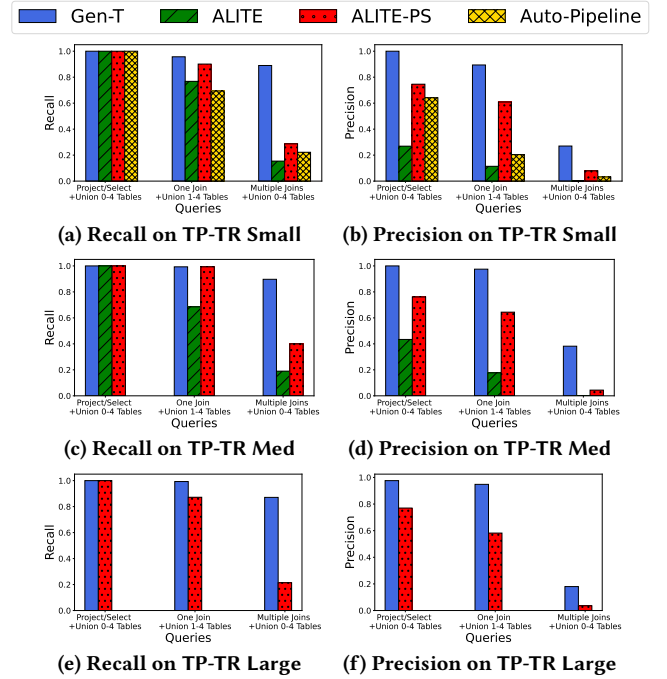 Gen-T ALITE ALITE-PS Auto-Pipeline
1.0
0.8
0.6
0.4
0.2
0.0
Recall
Project/Select
+Union 0-4 Tables
One Join
+Union 1-4 Tables
Multiple Joins
+Union 0-4 Tables
Queries
(a) Recall on TP-TR Small
1.0
0.8
0.6
0.4
0.2
0.0
Precision
Project/Select
+Union 0-4 Tables
One Join
+Union 1-4 Tables
Multiple Joins
+Union 0-4 Tables
Queries
(b) Precision on TP-TR Small
1.0
0.8
0.6
0.4
0.2
0.0
Recall
Project/Select
+Union 0-4 Tables
One Join
+Union 1-4 Tables
Multiple Joins
+Union 0-4 Tables
Queries
(c) Recall on TP-TR Med
1.0
0.8
0.6
0.4
0.2
0.0
Precision
Project/Select
+Union 0-4 Tables
One Join
+Union 1-4 Tables
Multiple Joins
+Union 0-4 Tables
Queries
(d) Precision on TP-TR Med
1.0
0.8
0.6
0.4
0.2
0.0
Recall
Project/Select
+Union 0-4 Tables
One Join
+Union 1-4 Tables
Multiple Joins
+Union 0-4 Tables
Queries
(e) Recall on TP-TR Large
1.0
0.8
0.6
0.4
0.2
0.0
Precision
Project/Select
+Union 0-4 Tables
One Join
+Union 1-4 Tables
Multiple Joins
+Union 0-4 Tables
Queries
(f) Precision on TP-TR Large